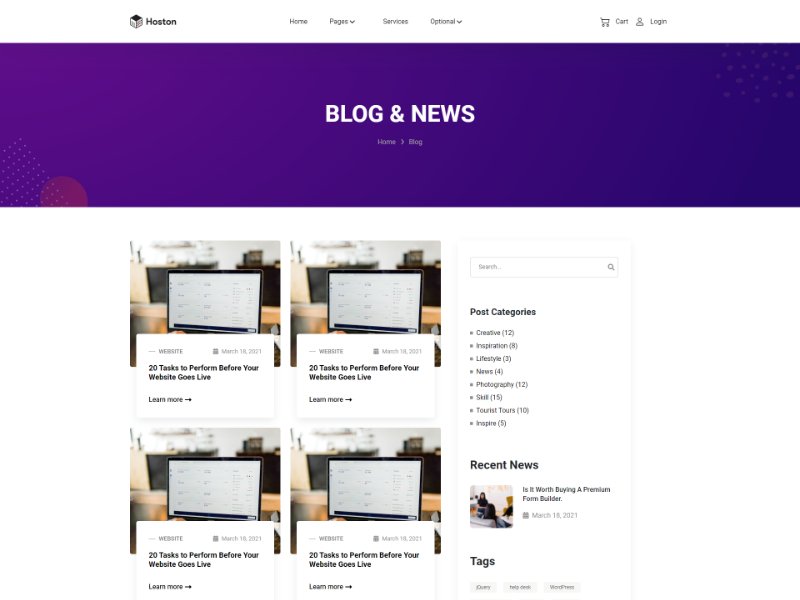 Hoston
Home
Pages
Services
Optional
Cart
Login
BLOG & NEWS
Home
Blog
WEBSITE
March 18, 2021
20 Tasks to Perform Before Your
Website Goes Live
Learn more
WEBSITE
March 18, 2021
20 Tasks to Perform Before Your
Website Goes Live
Learn more
WEBSITE
March 18, 2021
20 Tasks to Perform Before Your
Website Goes Live
Learn more
WEBSITE
March 18, 2021
20 Tasks to Perform Before Your
Website Goes Live
Learn more
Search...
Post Categories
Creative (12)
Inspiration (8)
Lifestyle (3)
News (4)
Photography (12)
Skill (15)
Tourist Tours (10)
Inspire (5)
Recent News
Is It Worth Buying A Premium
Form Builder.
March 18, 2021
Tags
jQuery
help desk
WordPress